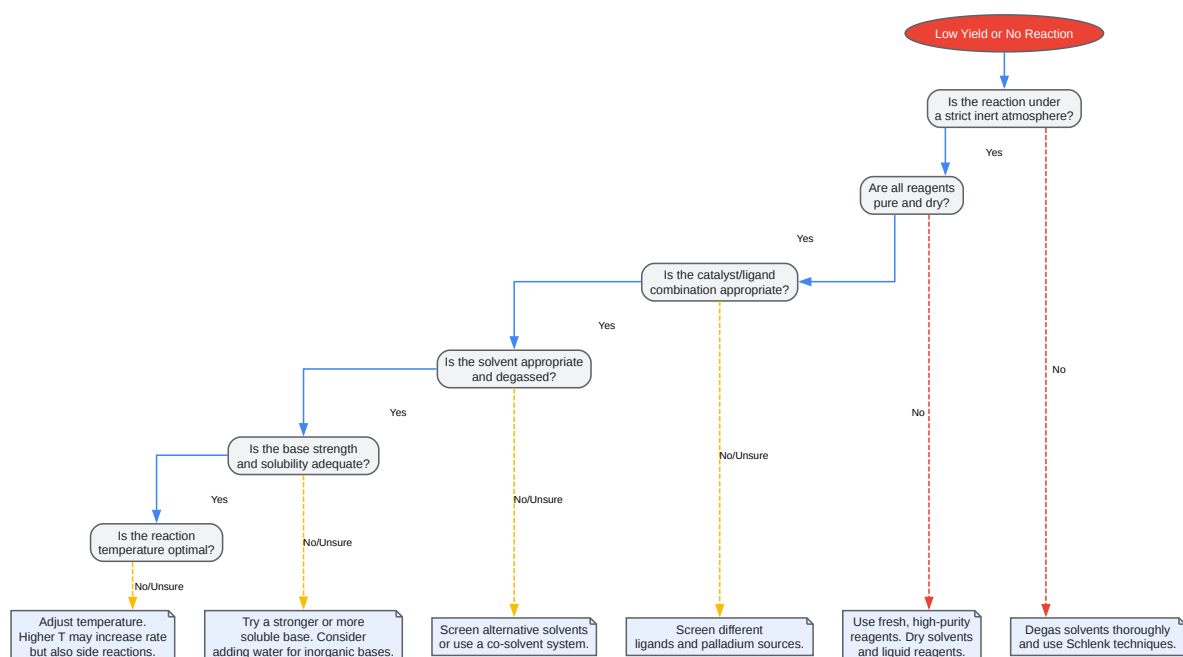 Low Yield or No Reaction
Is the reaction under
a strict inert atmosphere?
Yes
Are all reagents
pure and dry?
Yes
Is the catalyst/ligand
combination appropriate?
Yes
Is the solvent appropriate
and degassed?
No
Yes
No
Is the base strength
and solubility adequate?
No/Unsure
Yes
No/Unsure
Is the reaction
temperature optimal?
No/Unsure
No/Unsure
Adjust temperature.
Higher T may increase rate
but also side reactions.
Try a stronger or more
soluble base. Consider
adding water for inorganic bases.
Screen alternative solvents
or use a co-solvent system.
Screen different
ligands and palladium sources.
Use fresh, high-purity
reagents. Dry solvents
and liquid reagents.
Degas solvents thoroughly
and use Schlenk techniques.